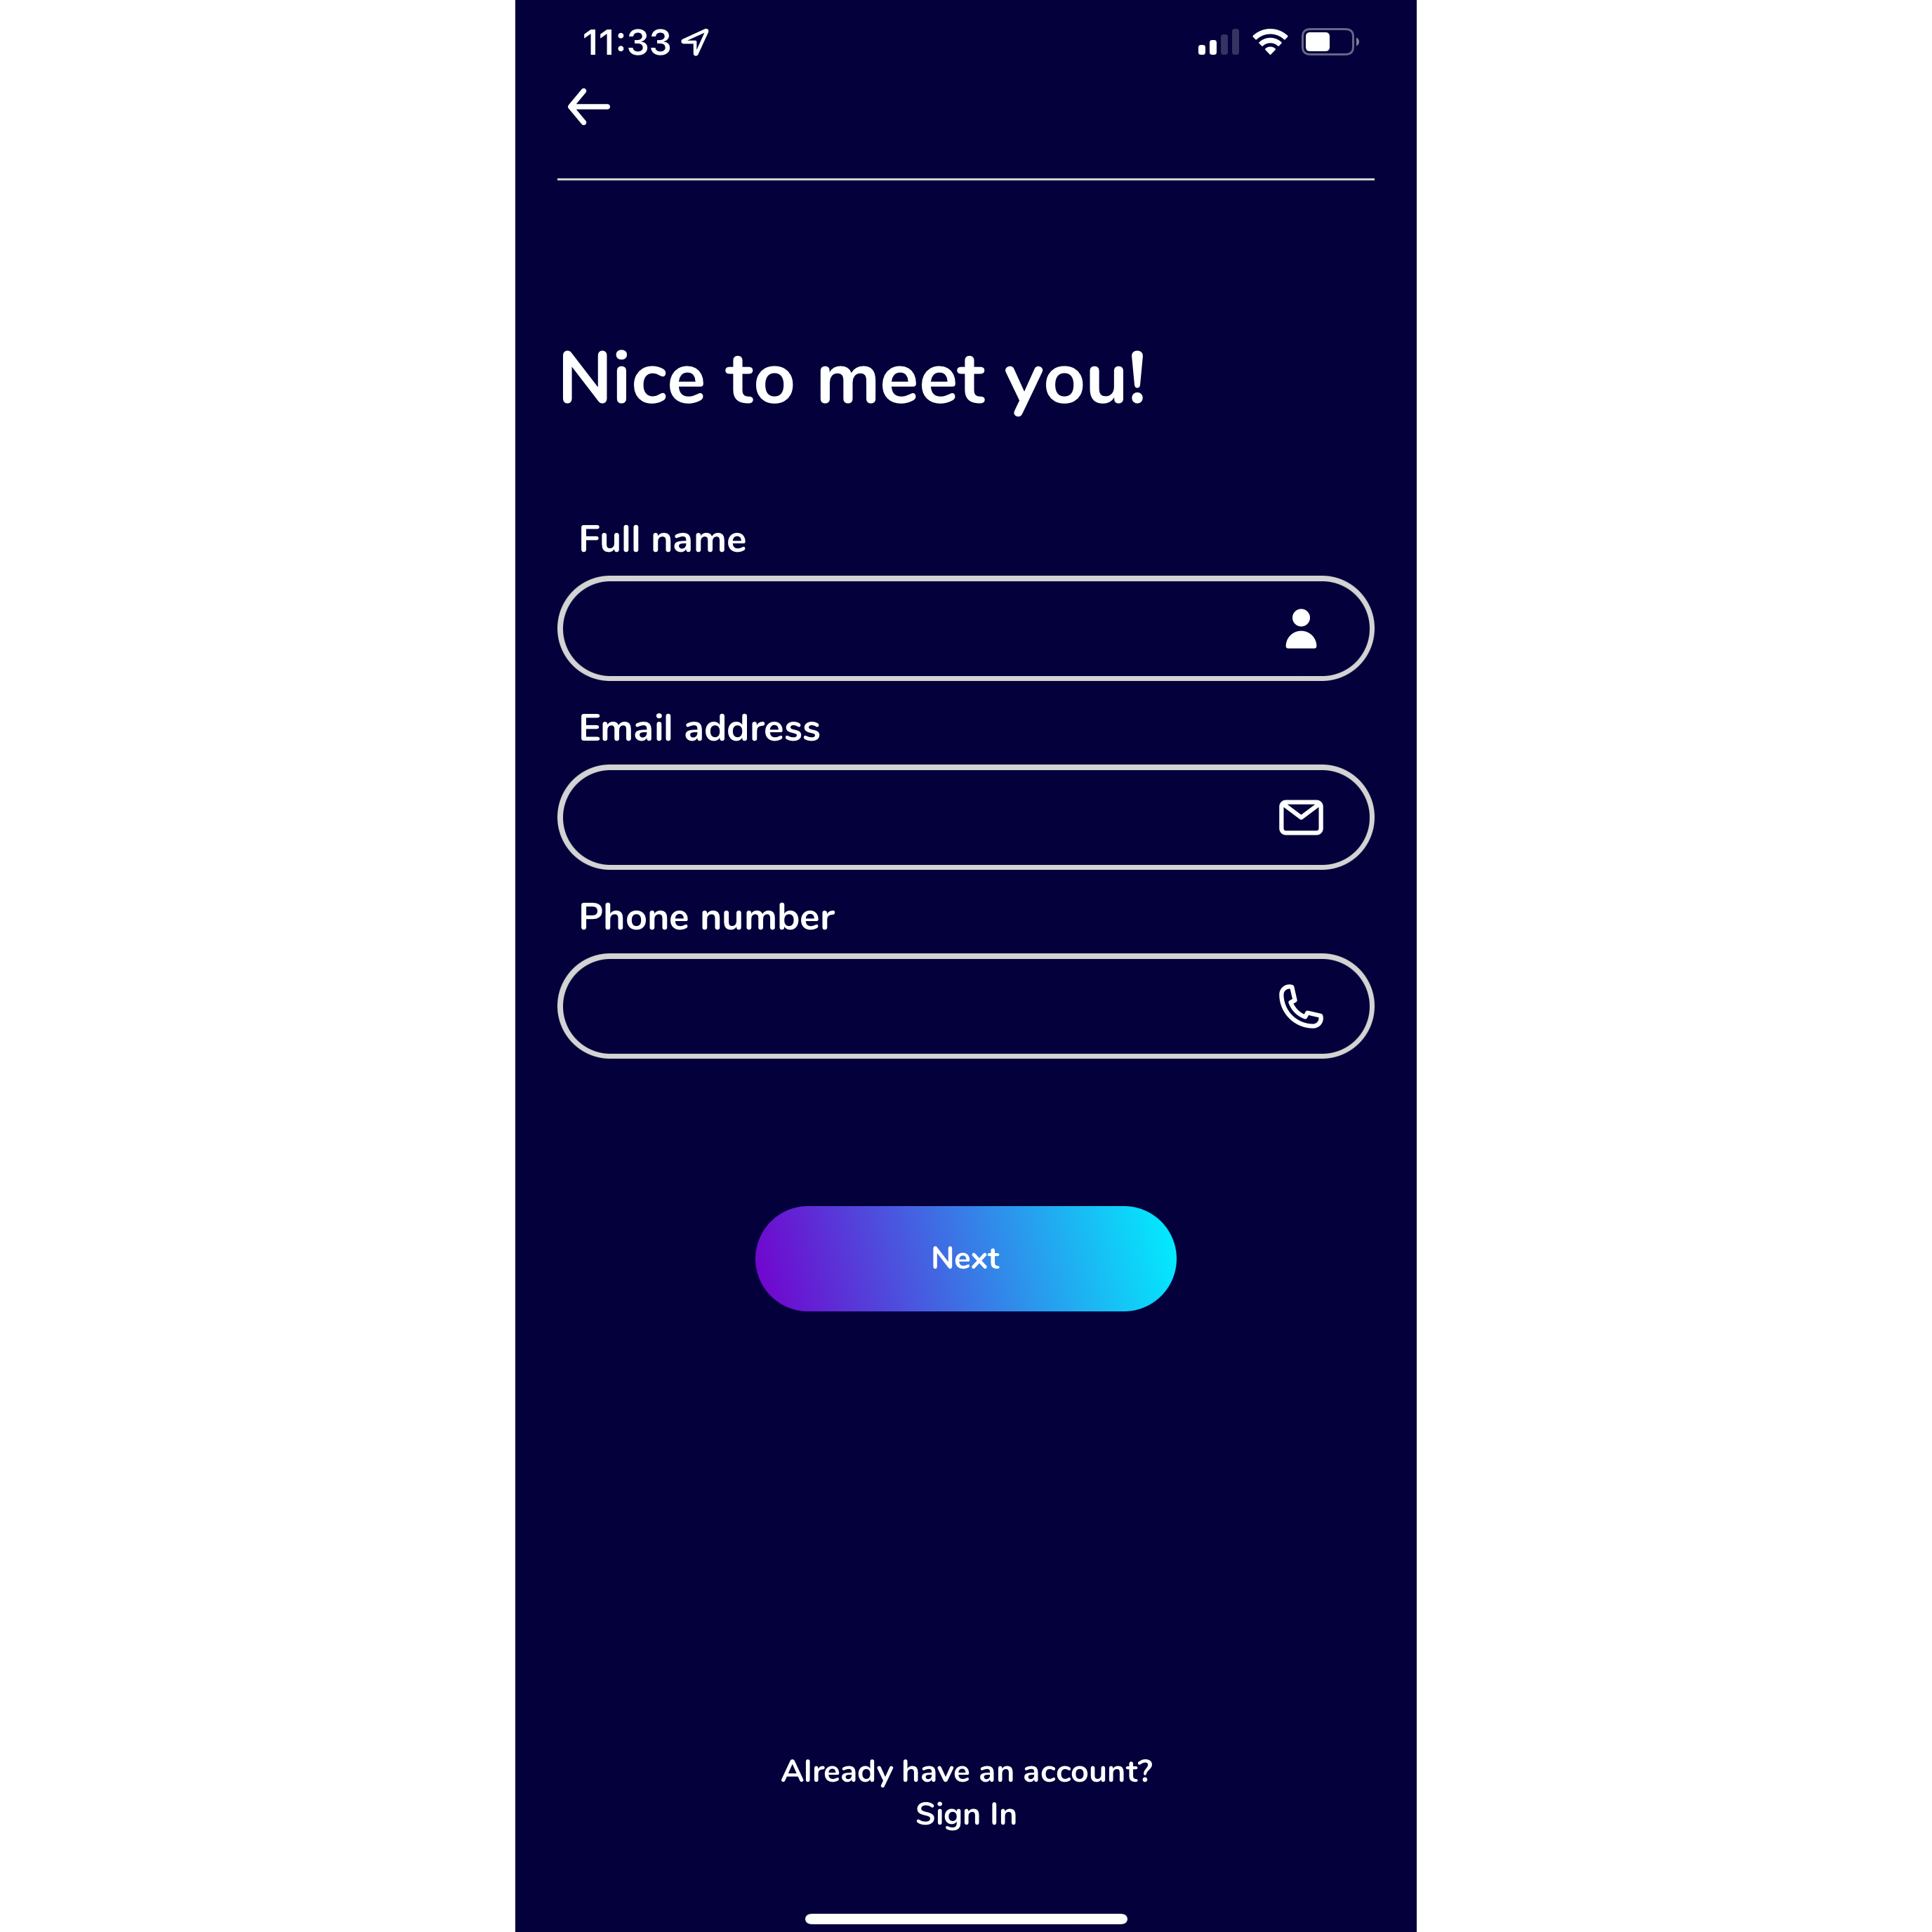 11:33
Nice to meet you!
Full name
Email address
Phone number
Next
Already have an account?
Sign In